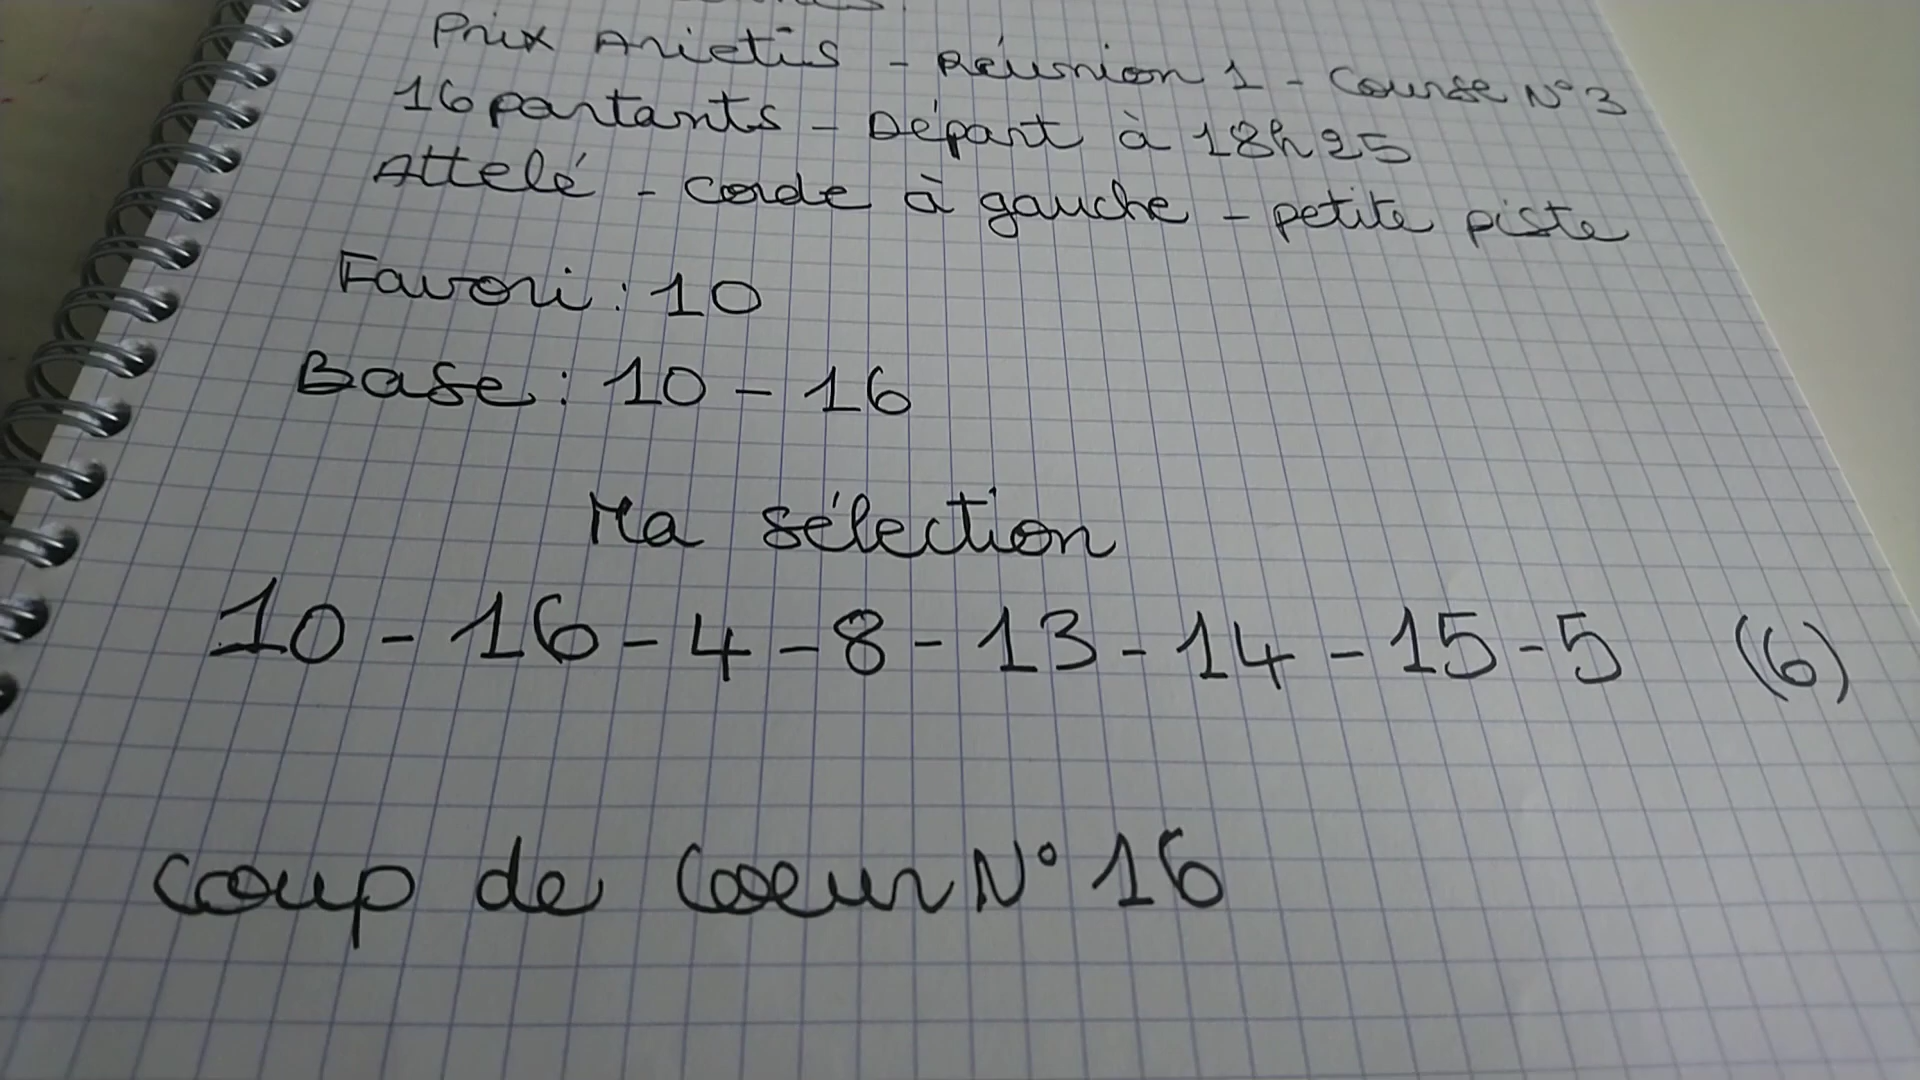 Prix Arietis - Réunion 1 - Course N°3
16 partants - Départ à 18h25
Attelé - corde à gauche - petite piste
Favori : 10
Base : 10 - 16
Ma sélection
10 - 16 - 4 - 8 - 13 - 14 - 15 - 5 (6)
Coup de Coeur N° 16